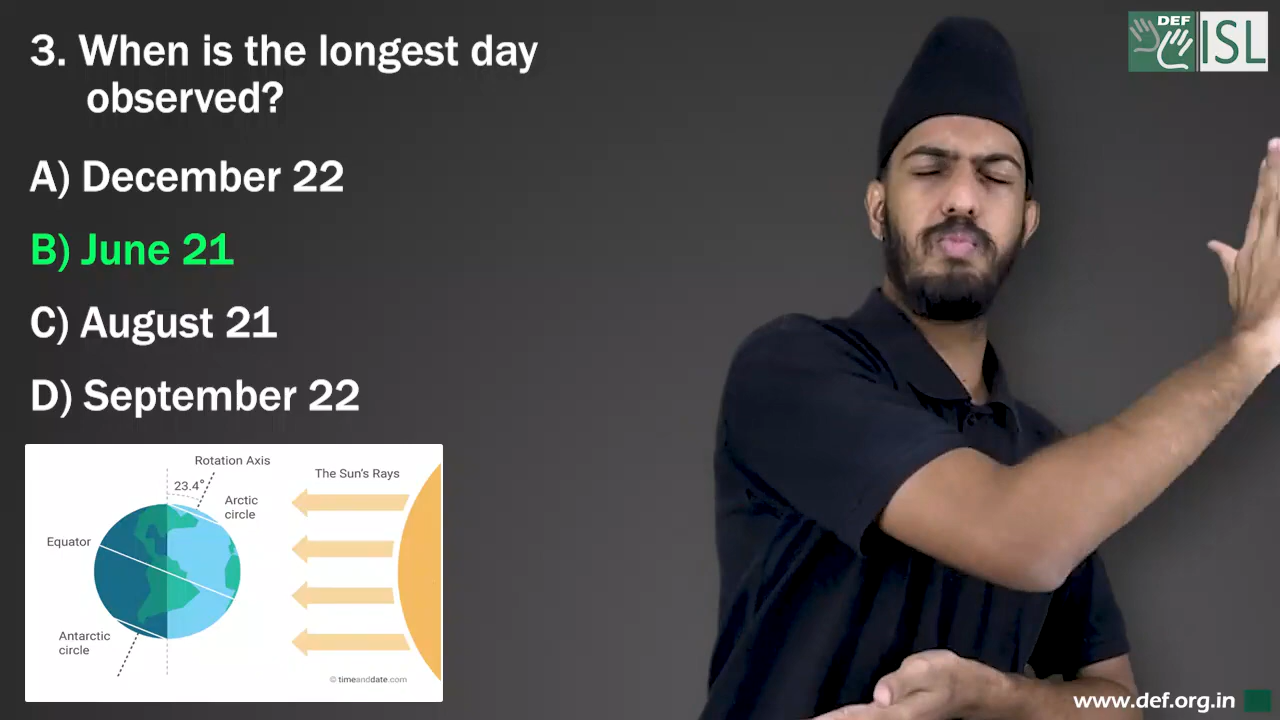 3. When is the longest day
observed?
A) December 22
B) June 21
C) August 21
D) September 22
Rotation Axis
23.4°
The Sun's Rays
Arctic
circle
Equator
Antarctic
circle
© timeanddate.com
DEF
ISL
www.def.org.in